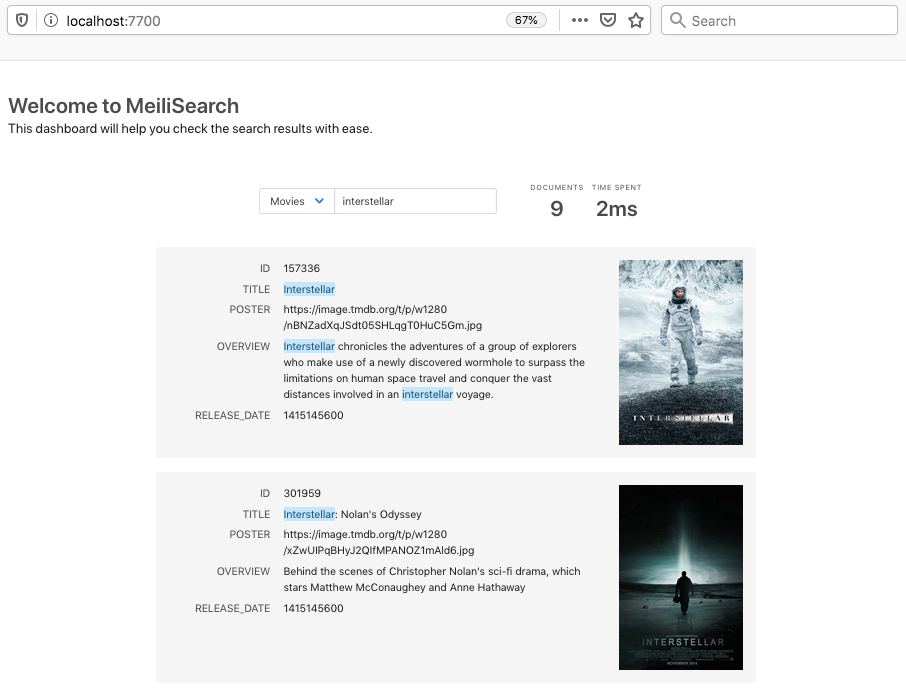 localhost:7700
67%
Search
Welcome to MeiliSearch
This dashboard will help you check the search results with ease.
Movies
interstellar
DOCUMENTS TIME SPENT
9 2ms
ID 157336
TITLE Interstellar
POSTER https://image.tmdb.org/t/p/w1280
/nBNZadXqJSdt05SHLqgT0HuC5Gm.jpg
OVERVIEW Interstellar chronicles the adventures of a group of explorers
who make use of a newly discovered wormhole to surpass the
limitations on human space travel and conquer the vast
distances involved in an interstellar voyage.
RELEASE_DATE 1415145600
INTERSTELLAR
ID 301959
TITLE Interstellar: Nolan's Odyssey
POSTER https://image.tmdb.org/t/p/w1280
/xZwUIPqBHyJ2QIfMPANOZ1mAld6.jpg
OVERVIEW Behind the scenes of Christopher Nolan's sci-fi drama, which
stars Matthew McConaughey and Anne Hathaway
RELEASE_DATE 1415145600
INTERSTELLAR
NOVEMBER 2014